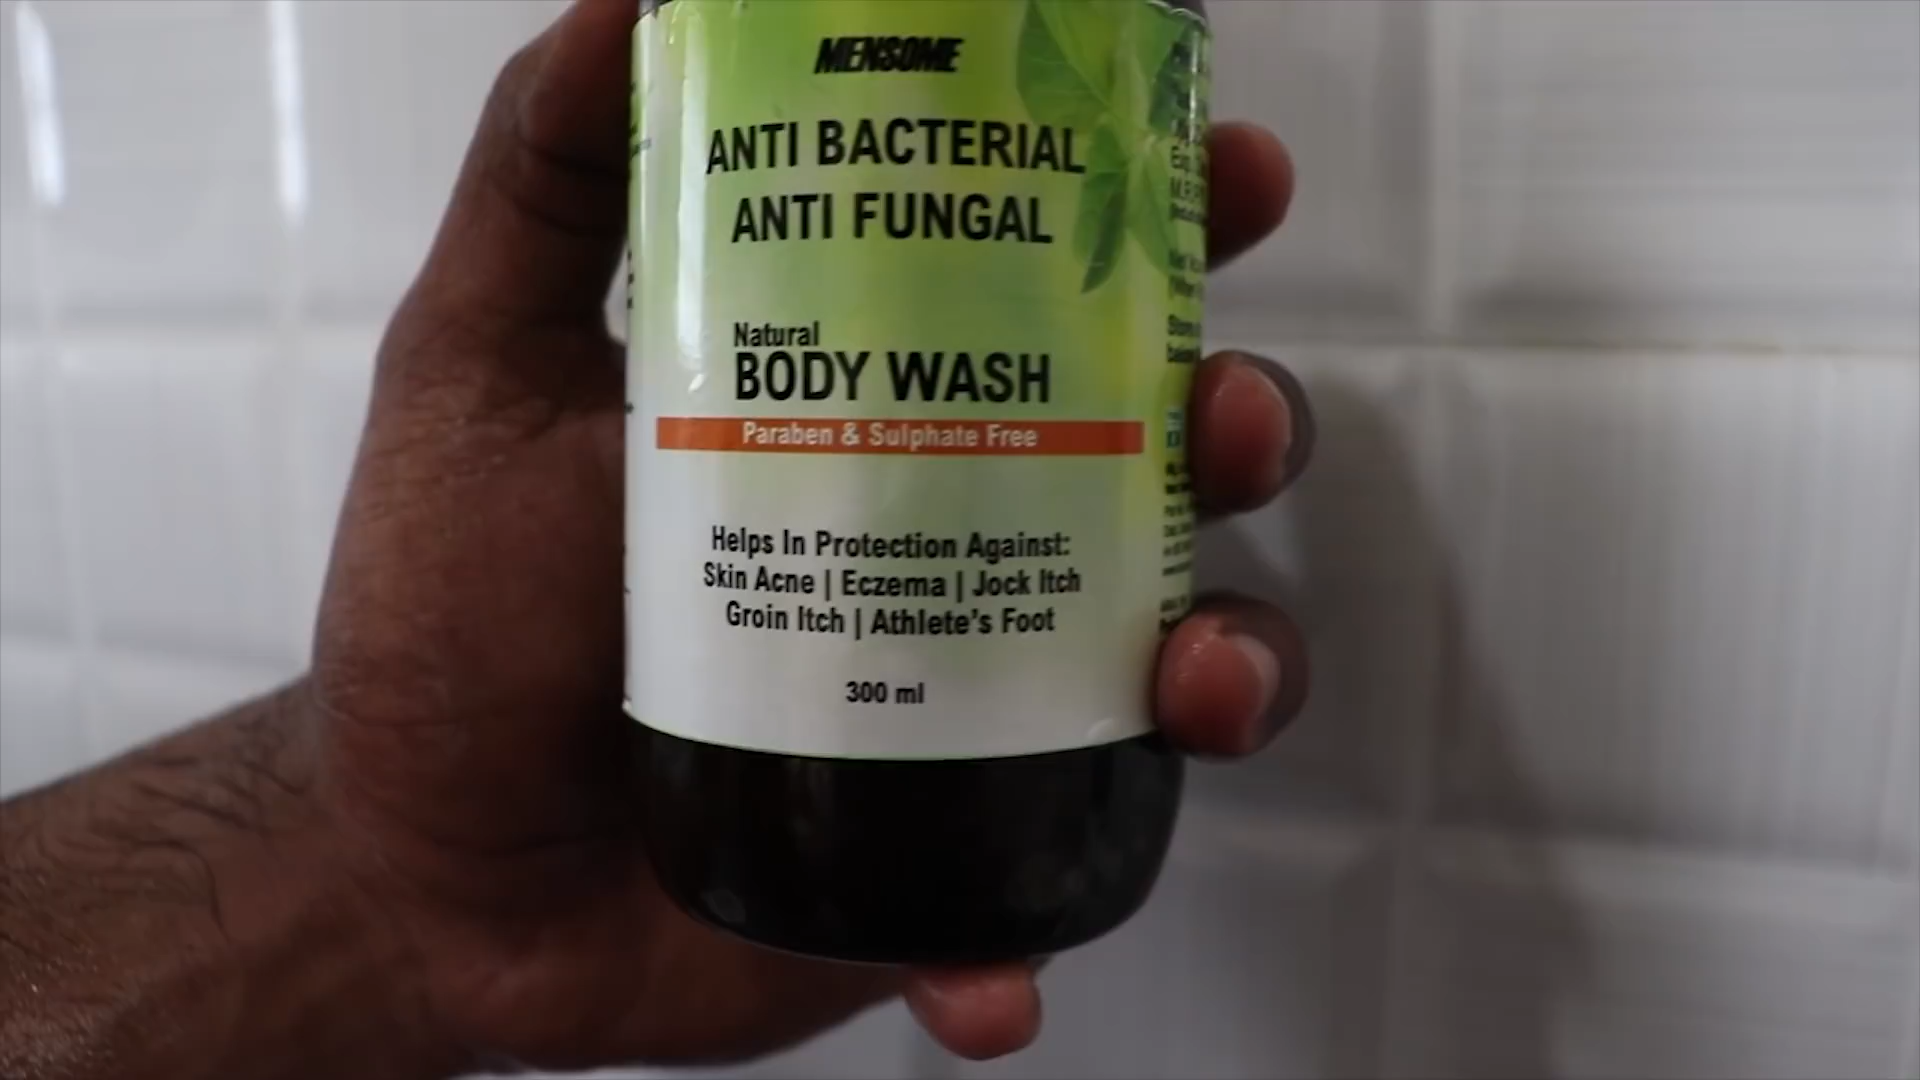 MENSOME
ANTI BACTERIAL
ANTI FUNGAL
Natural
BODY WASH
Paraben & Sulphate Free
Helps In Protection Against:
Skin Acne | Eczema | Jock Itch
Groin Itch | Athlete's Foot
300 ml